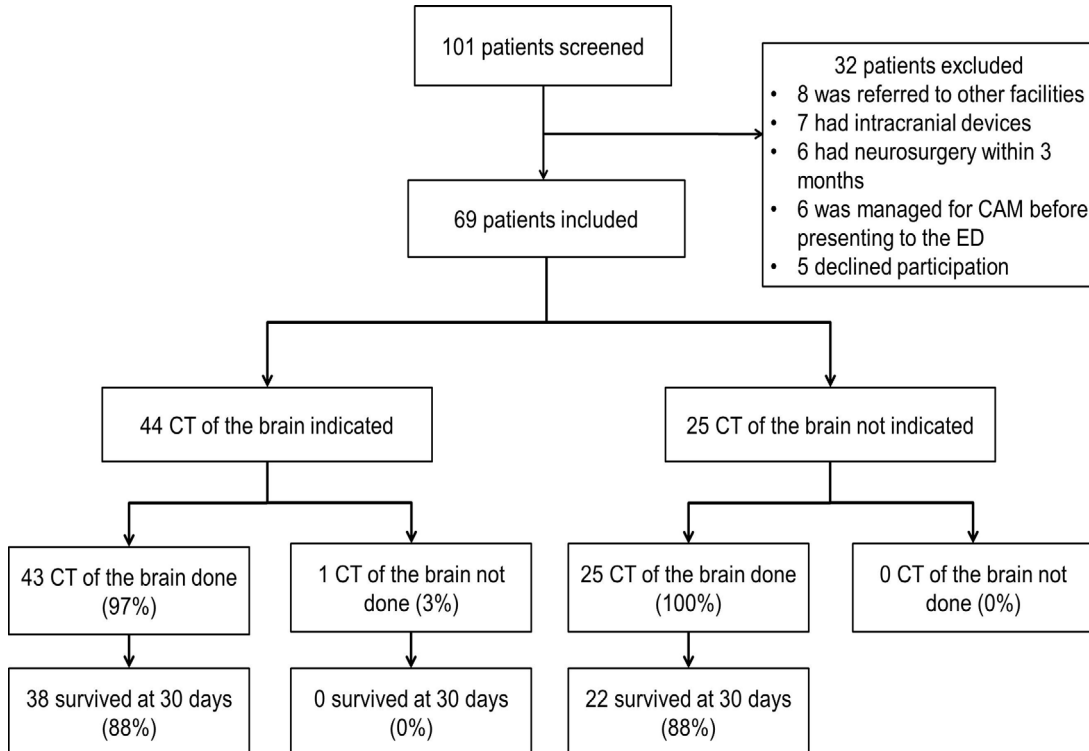 101 patients screened
32 patients excluded
• 8 was referred to other facilities
• 7 had intracranial devices
• 6 had neurosurgery within 3
months
• 6 was managed for CAM before
presenting to the ED
• 5 declined participation
69 patients included
44 CT of the brain indicated
25 CT of the brain not indicated
43 CT of the brain done
(97%)
1 CT of the brain not
done (3%)
25 CT of the brain done
(100%)
0 CT of the brain not
done (0%)
38 survived at 30 days
(88%)
0 survived at 30 days
(0%)
22 survived at 30 days
(88%)